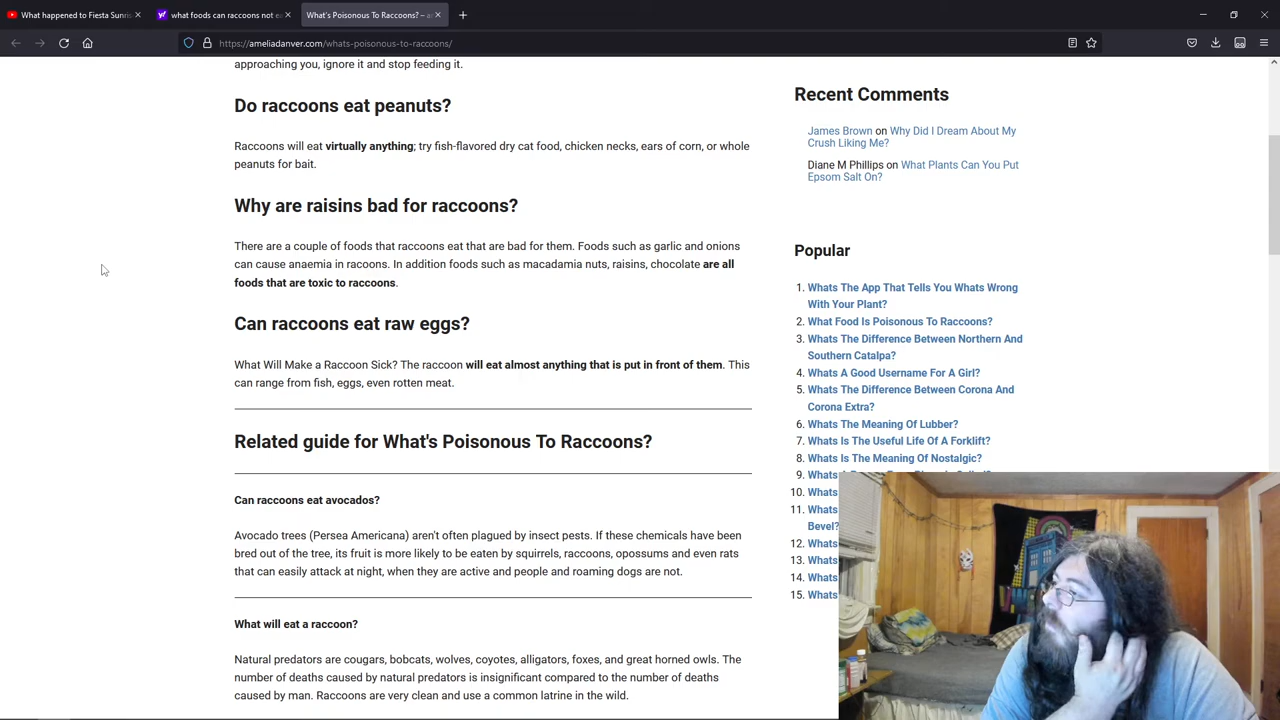 What happened to Fiesta Sunris
what foods can raccoons not ea
What's Poisonous To Raccoons? – a
https://ameliadanver.com/whats-poisonous-to-raccoons/
approaching you, ignore it and stop feeding it.
Do raccoons eat peanuts?
Raccoons will eat virtually anything; try fish-flavored dry cat food, chicken necks, ears of corn, or whole
peanuts for bait.
Why are raisins bad for raccoons?
There are a couple of foods that raccoons eat that are bad for them. Foods such as garlic and onions
can cause anaemia in racoons. In addition foods such as macadamia nuts, raisins, chocolate are all
foods that are toxic to raccoons.
Can raccoons eat raw eggs?
What Will Make a Raccoon Sick? The raccoon will eat almost anything that is put in front of them. This
can range from fish, eggs, even rotten meat.
Related guide for What's Poisonous To Raccoons?
Can raccoons eat avocados?
Avocado trees (Persea Americana) aren't often plagued by insect pests. If these chemicals have been
bred out of the tree, its fruit is more likely to be eaten by squirrels, raccoons, opossums and even rats
that can easily attack at night, when they are active and people and roaming dogs are not.
What will eat a raccoon?
Natural predators are cougars, bobcats, wolves, coyotes, alligators, foxes, and great horned owls. The
number of deaths caused by natural predators is insignificant compared to the number of deaths
caused by man. Raccoons are very clean and use a common latrine in the wild.
Recent Comments
James Brown on Why Did I Dream About My
Crush Liking Me?
Diane M Phillips on What Plants Can You Put
Epsom Salt On?
Popular
1. Whats The App That Tells You Whats Wrong
With Your Plant?
2. What Food Is Poisonous To Raccoons?
3. Whats The Difference Between Northern And
Southern Catalpa?
4. Whats A Good Username For A Girl?
5. Whats The Difference Between Corona And
Corona Extra?
6. Whats The Meaning Of Lubber?
7. Whats Is The Useful Life Of A Forklift?
8. Whats Is The Meaning Of Nostalgic?
9. Whats
10. Whats
11. Whats
Bevel?
12. Whats
13. Whats
14. Whats
15. Whats